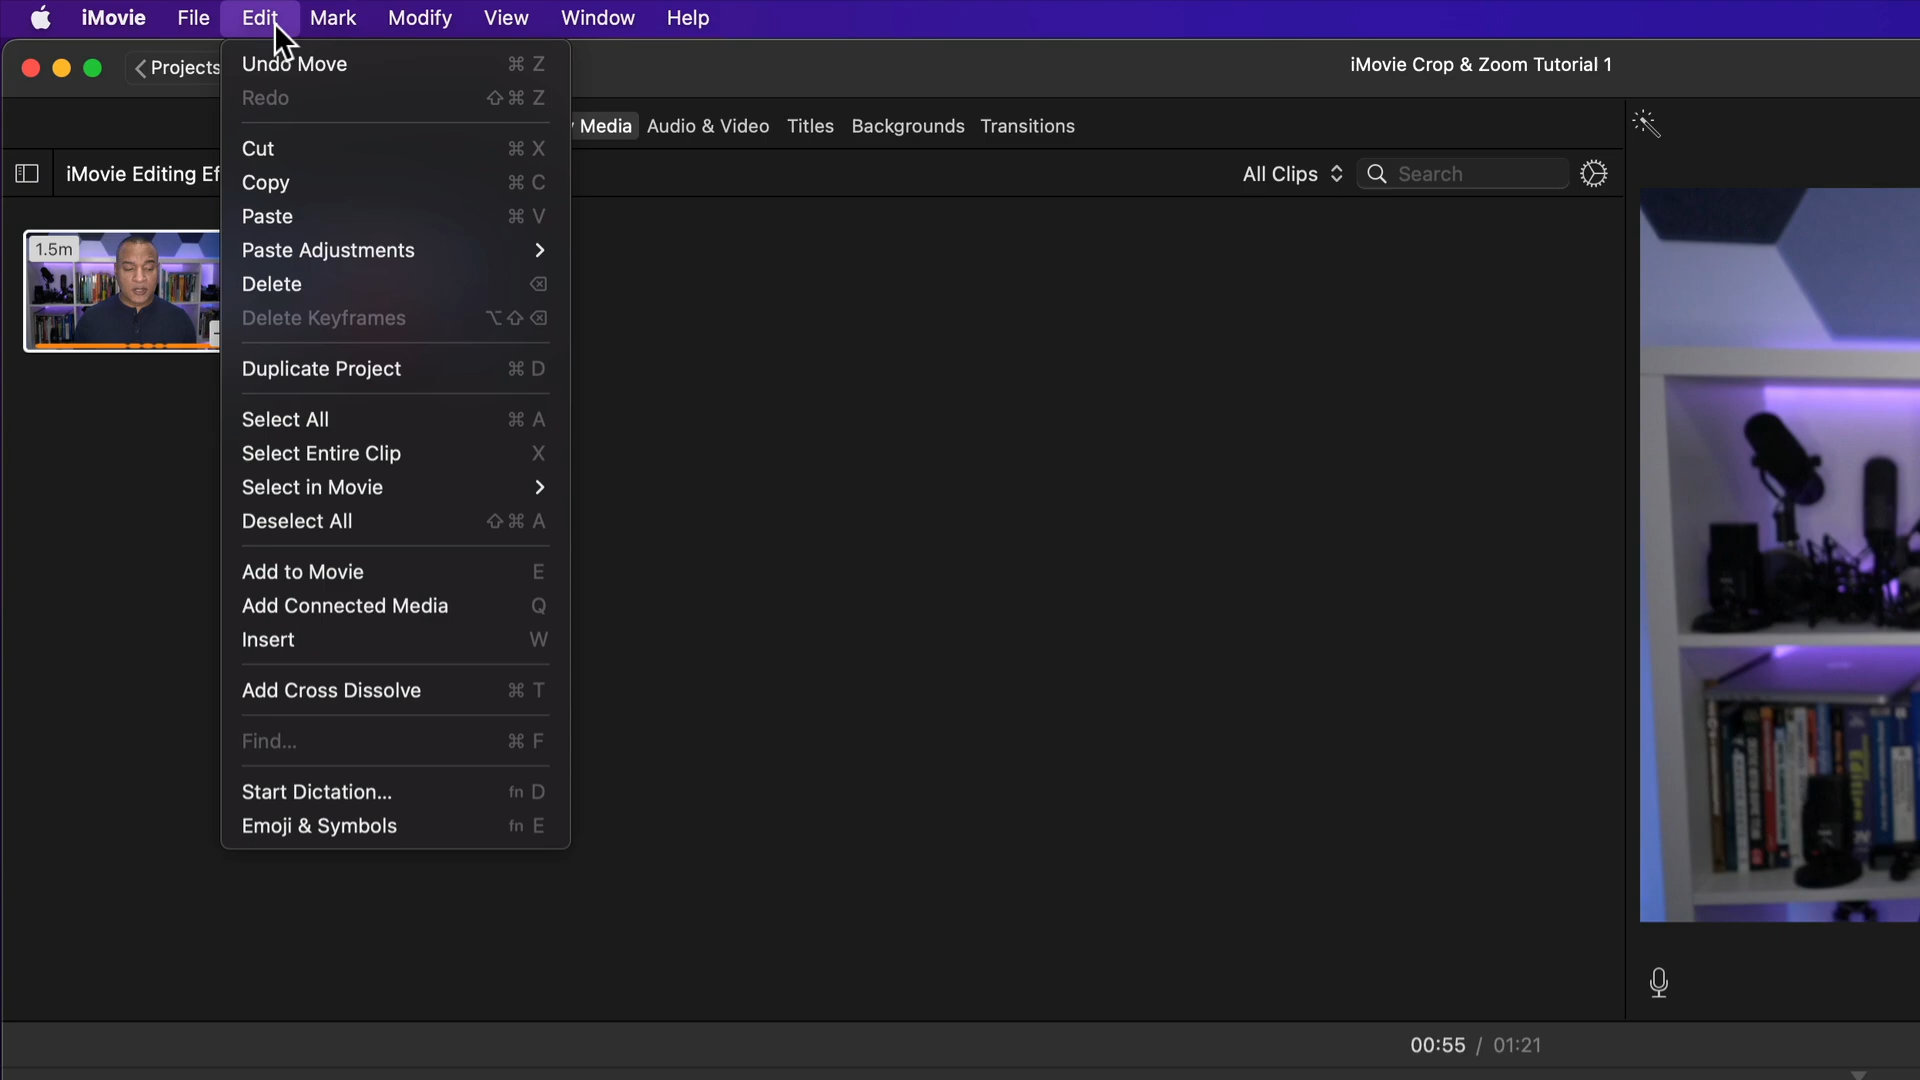 iMovie File Edit Mark Modify View Window Help
Projects
iMovie Crop & Zoom Tutorial 1
Undo Move ⌘ Z
Redo ⇧ ⌘ Z
Media Audio & Video Titles Backgrounds Transitions
Cut ⌘ X
iMovie Editing
All Clips Search
Copy ⌘ C
Paste ⌘ V
1.5m
Paste Adjustments
Delete ⌫
Delete Keyframes ⌥ ⇧ ⌫
Duplicate Project ⌘ D
Select All ⌘ A
Select Entire Clip X
Select in Movie
Deselect All ⇧ ⌘ A
Add to Movie E
Add Connected Media Q
Insert W
Add Cross Dissolve ⌘ T
Find... ⌘ F
Start Dictation... fn D
Emoji & Symbols fn E
00:55 / 01:21